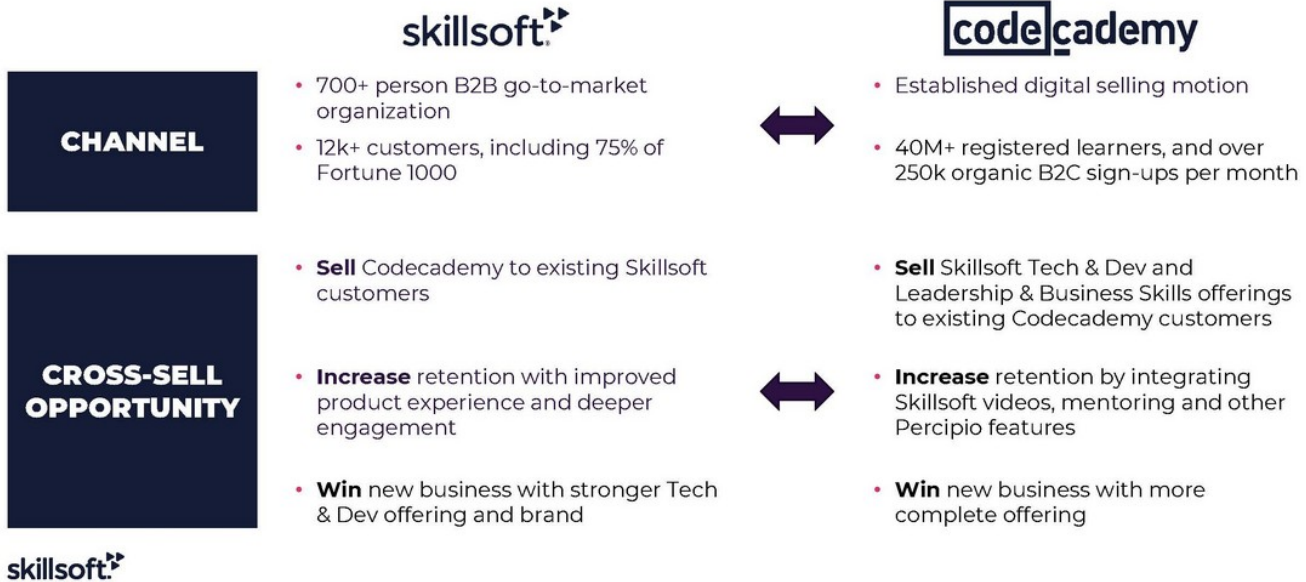 skillsoft
codecademy
CHANNEL
• 700+ person B2B go-to-market
organization
• 12k+ customers, including 75% of
Fortune 1000
• Established digital selling motion
• 40M+ registered learners, and over
250k organic B2C sign-ups per month
CROSS-SELL
OPPORTUNITY
• Sell Codecademy to existing Skillsoft
customers
• Increase retention with improved
product experience and deeper
engagement
• Win new business with stronger Tech
& Dev offering and brand
• Sell Skillsoft Tech & Dev and
Leadership & Business Skills offerings
to existing Codecademy customers
• Increase retention by integrating
Skillsoft videos, mentoring and other
Percipio features
• Win new business with more
complete offering
skillsoft